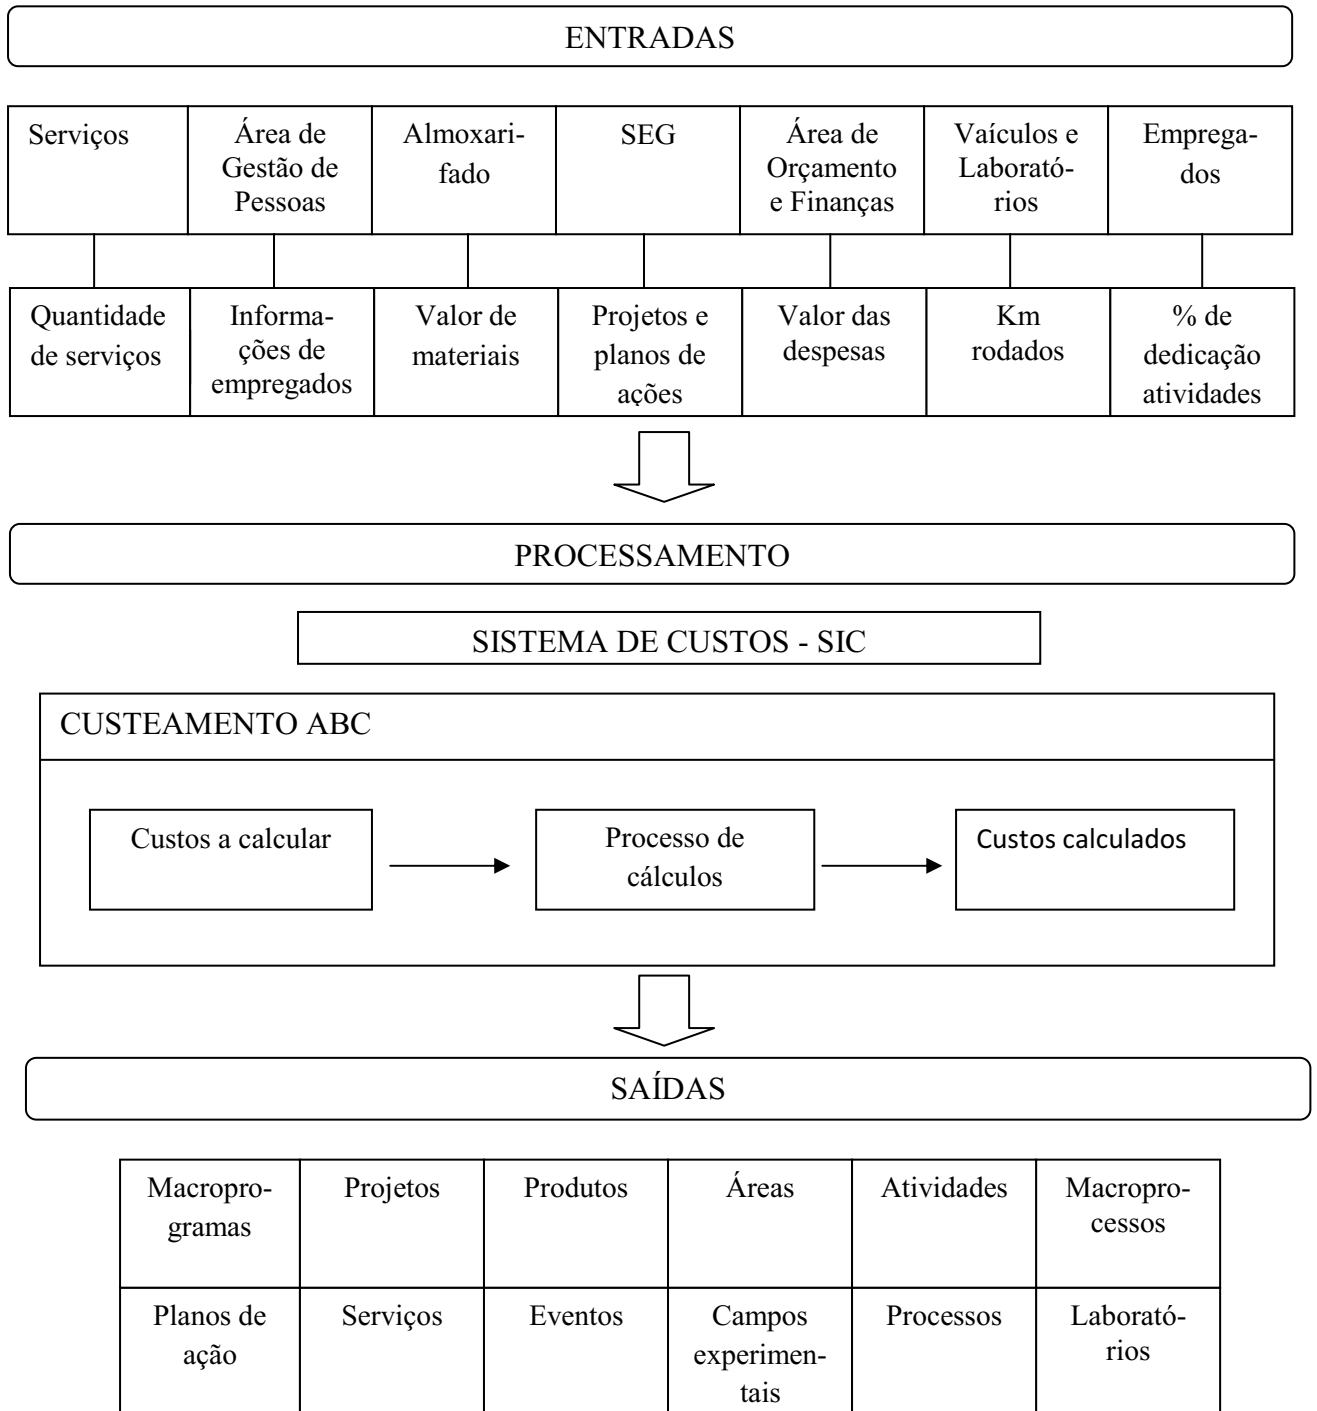 ENTRADAS
Serviços
Área de
Gestão de
Pessoas
Almoxari-
fado
SEG
Área de
Orçamento
e Finanças
Vaículos e
Laborató-
rios
Emprega-
dos
Quantidade
de serviços
Informa-
ções de
empregados
Valor de
materiais
Projetos e
planos de
ações
Valor das
despesas
Km
rodados
% de
dedicação
atividades
PROCESSAMENTO
SISTEMA DE CUSTOS - SIC
CUSTEAMENTO ABC
Custos a calcular
Processo de
cálculos
Custos calculados
SAÍDAS
Macropro-
gramas
Projetos
Produtos
Áreas
Atividades
Macropro-
cessos
Planos de
ação
Serviços
Eventos
Campos
experimen-
tais
Processos
Laborató-
rios